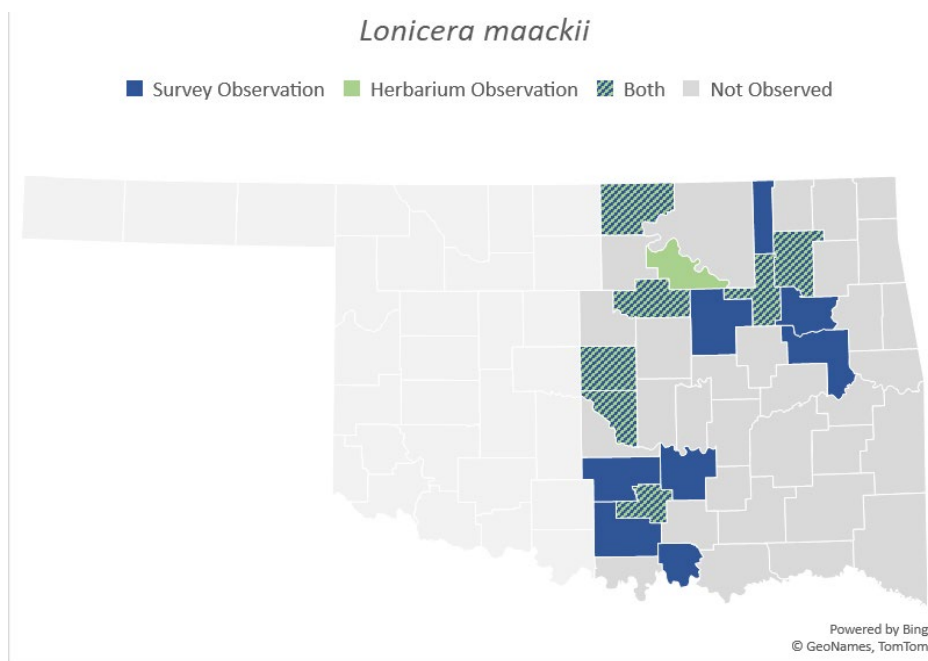 Lonicera maackii
Survey Observation Herbarium Observation Both Not Observed
Powered by Bing
© GeoNames, TomTom